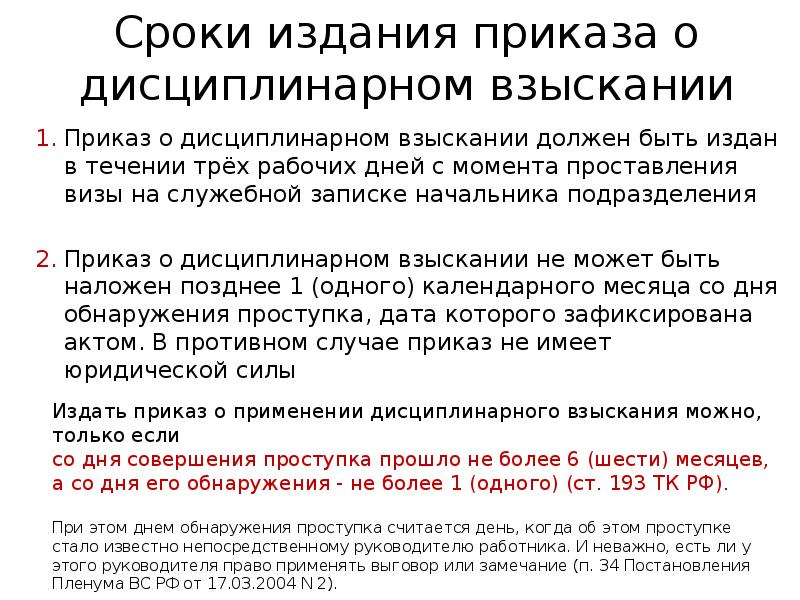 Сроки издания приказа о
дисциплинарном взыскании
1. Приказ о дисциплинарном взыскании должен быть издан
в течении трёх рабочих дней с момента проставления
визы на служебной записке начальника подразделения
2. Приказ о дисциплинарном взыскании не может быть
наложен позднее 1 (одного) календарного месяца со дня
обнаружения проступка, дата которого зафиксирована
актом. В противном случае приказ не имеет
юридической силы
Издать приказ о применении дисциплинарного взыскания можно,
только если
со дня совершения проступка прошло не более 6 (шести) месяцев,
а со дня его обнаружения - не более 1 (одного) (ст. 193 ТК РФ).
При этом днем обнаружения проступка считается день, когда об этом проступке
стало известно непосредственному руководителю работника. И неважно, есть ли у
этого руководителя право применять выговор или замечание (п. 34 Постановления
Пленума ВС РФ от 17.03.2004 N 2).